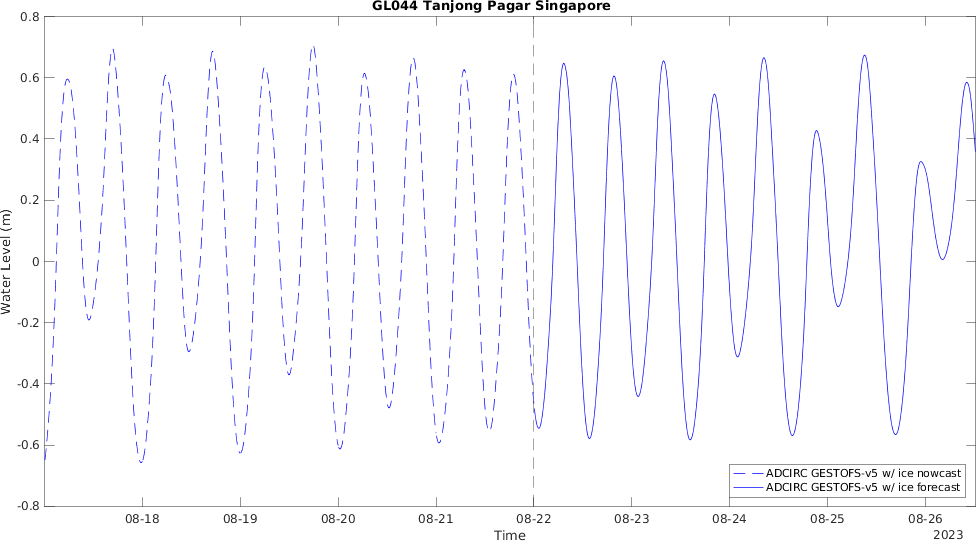 GL044 Tanjong Pagar Singapore
Water Level (m)
0.8
0.6
0.4
0.2
0
-0.2
-0.4
-0.6
-0.8
ADCIRC GESTOFS-v5 w/ ice nowcast
ADCIRC GESTOFS-v5 w/ ice forecast
08-18 08-19 08-20 08-21 08-22 08-23 08-24 08-25 08-26
Time
2023